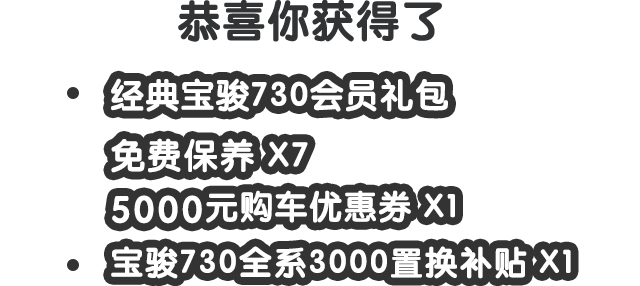 恭喜你获得了
• 经典宝骏730会员礼包
免费保养 X7
5000元购车优惠券 X1
• 宝骏730全系3000置换补贴 X1